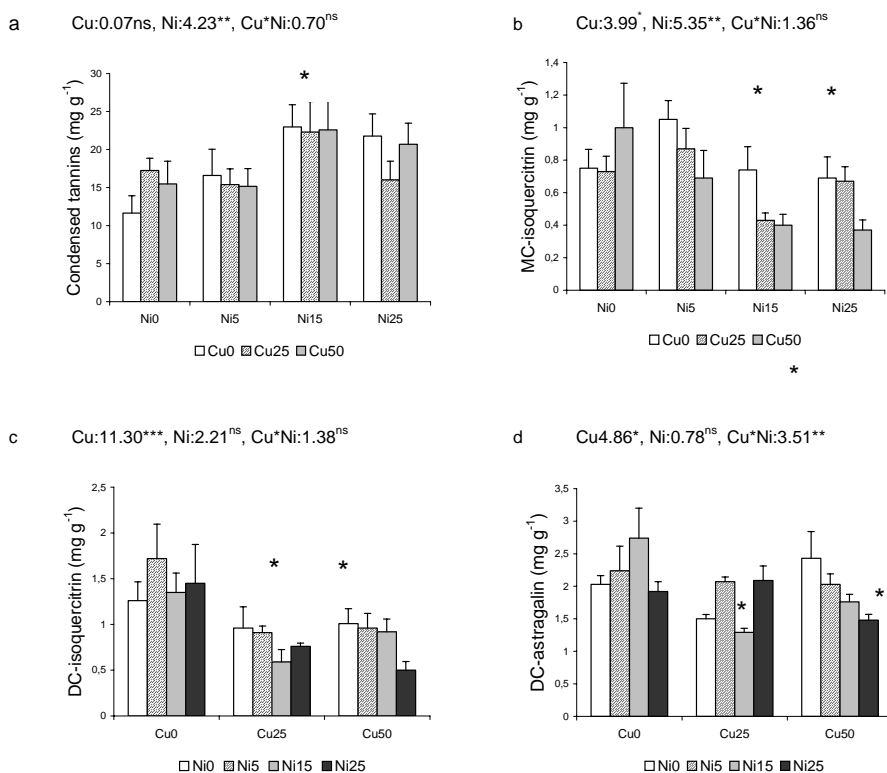 a Cu:0.07ns, Ni:4.23**, Cu*Ni:0.70ns
Condensed tannins (mg g-1)
30
25
20
15
10
5
0
*
Ni0 Ni5 Ni15 Ni25
Cu0 Cu25 Cu50
b Cu:3.99*, Ni:5.35**, Cu*Ni:1.36ns
MC-isoquercitrin (mg g-1)
1,4
1,2
1
0,8
0,6
0,4
0,2
0
* *
Ni0 Ni5 Ni15 Ni25
Cu0 Cu25 Cu50
*
c Cu:11.30***, Ni:2.21ns, Cu*Ni:1.38ns
DC-isoquercitrin (mg g-1)
2,5
2
1,5
1
0,5
0
* *
Cu0 Cu25 Cu50
Ni0 Ni5 Ni15 Ni25
d Cu4.86*, Ni:0.78ns, Cu*Ni:3.51**
DC-astragalin (mg g-1)
3,5
3
2,5
2
1,5
1
0,5
0
* *
Cu0 Cu25 Cu50
Ni0 Ni5 Ni15 Ni25